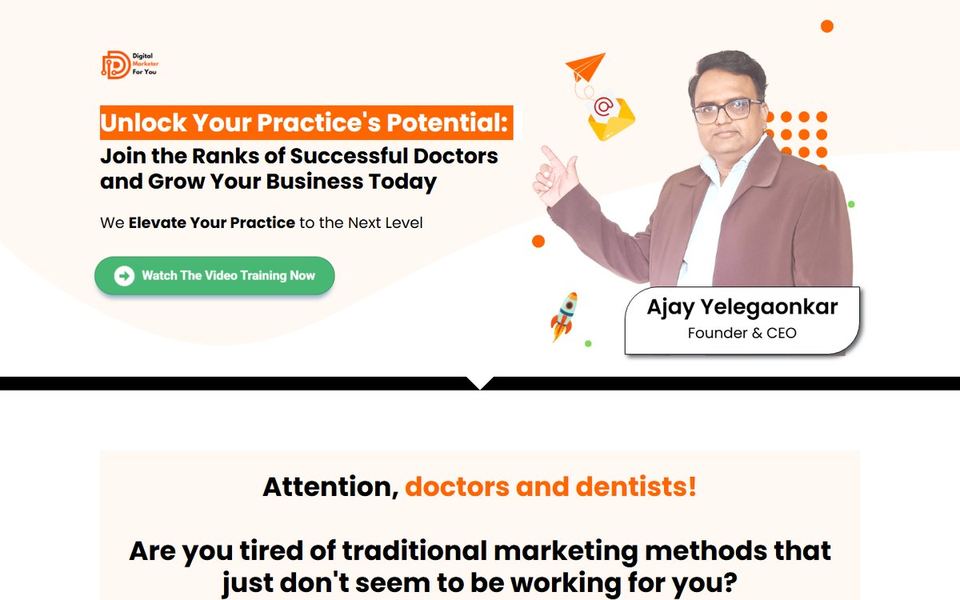 Digital
Marketer
For You
Unlock Your Practice's Potential:
Join the Ranks of Successful Doctors
and Grow Your Business Today
We Elevate Your Practice to the Next Level
Watch The Video Training Now
Ajay Yelegaonkar
Founder & CEO
Attention, doctors and dentists!
Are you tired of traditional marketing methods that
just don't seem to be working for you?